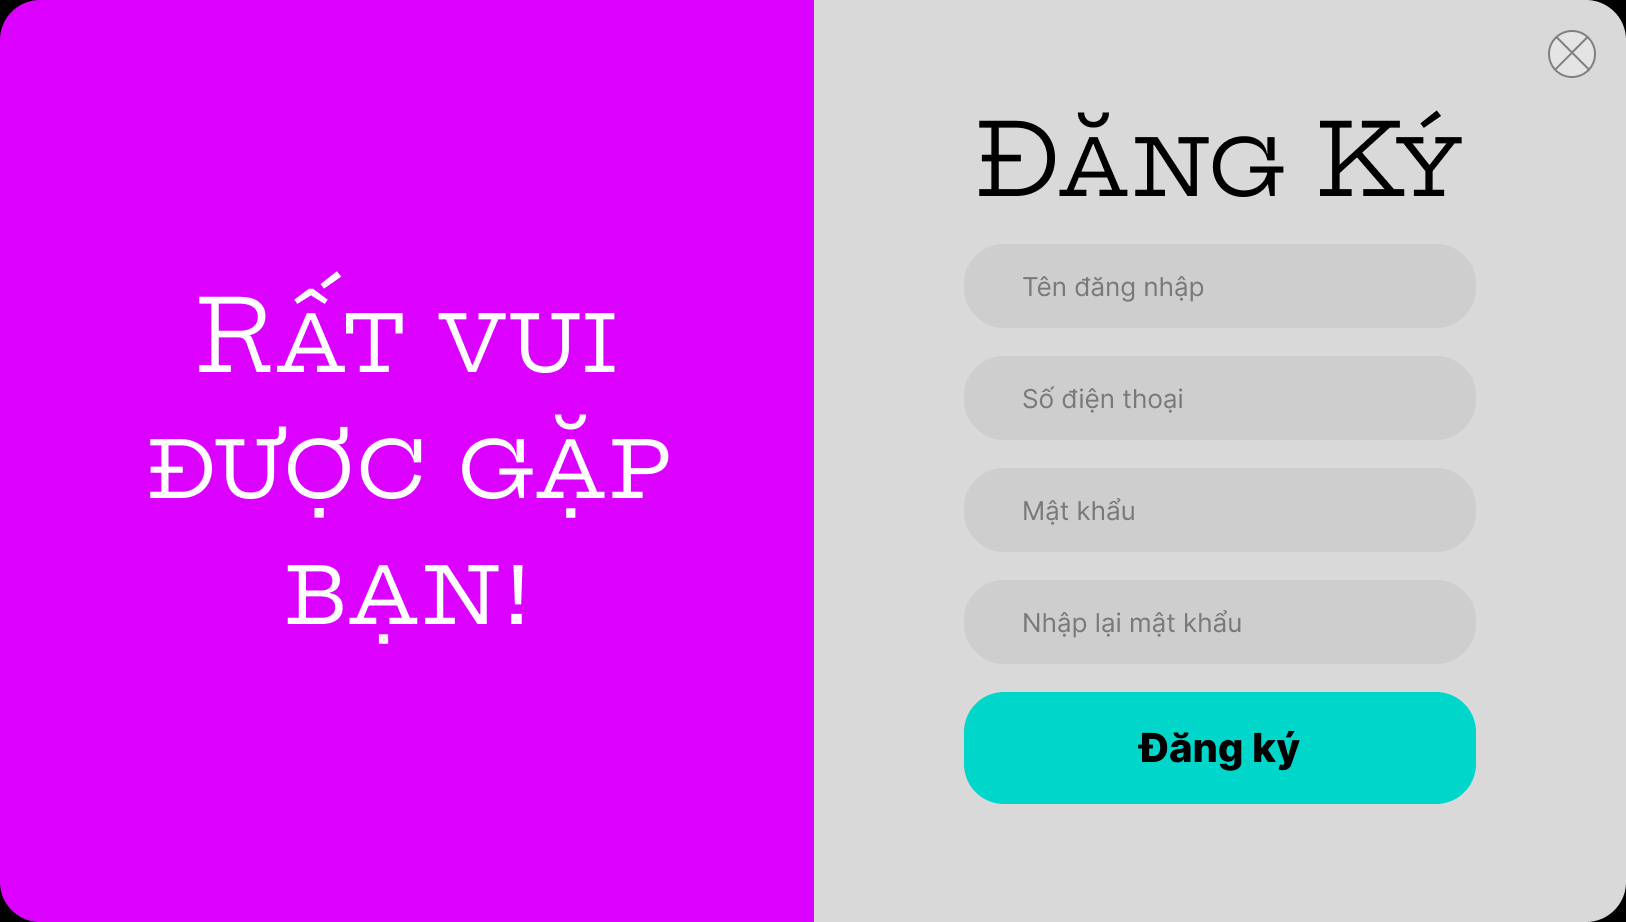 Rất vui
được gặp
bạn!
Đăng Ký
Tên đăng nhập
Số điện thoại
Mật khẩu
Nhập lại mật khẩu
Đăng ký